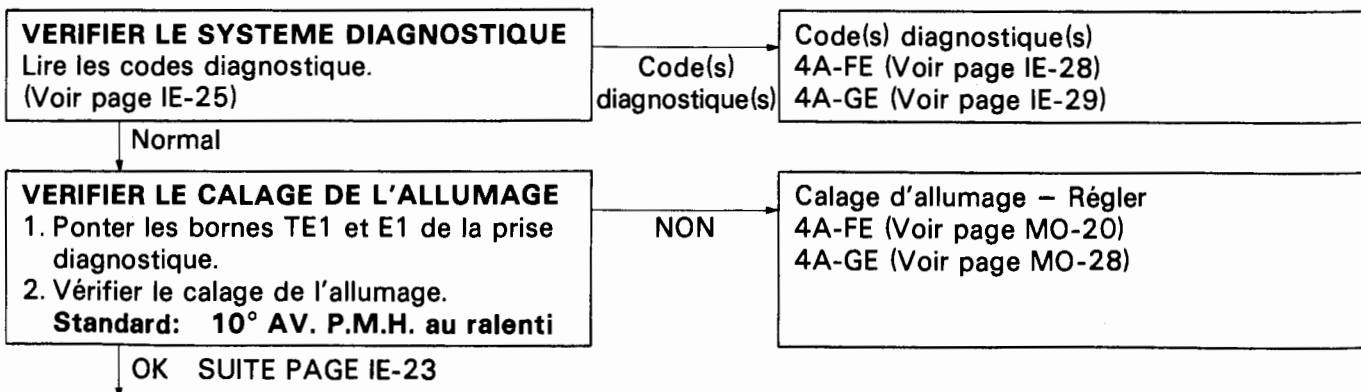 VERIFIER LE SYSTEME DIAGNOSTIQUE
Lire les codes diagnostique.
(Voir page IE-25)
Code(s)
diagnostique(s)
Code(s) diagnostique(s)
4A-FE (Voir page IE-28)
4A-GE (Voir page IE-29)
Normal
VERIFIER LE CALAGE DE L'ALLUMAGE
1. Ponter les bornes TE1 et E1 de la prise
diagnostique.
2. Vérifier le calage de l'allumage.
Standard: 10° AV. P.M.H. au ralenti
NON
Calage d'allumage – Régler
4A-FE (Voir page MO-20)
4A-GE (Voir page MO-28)
OK SUITE PAGE IE-23